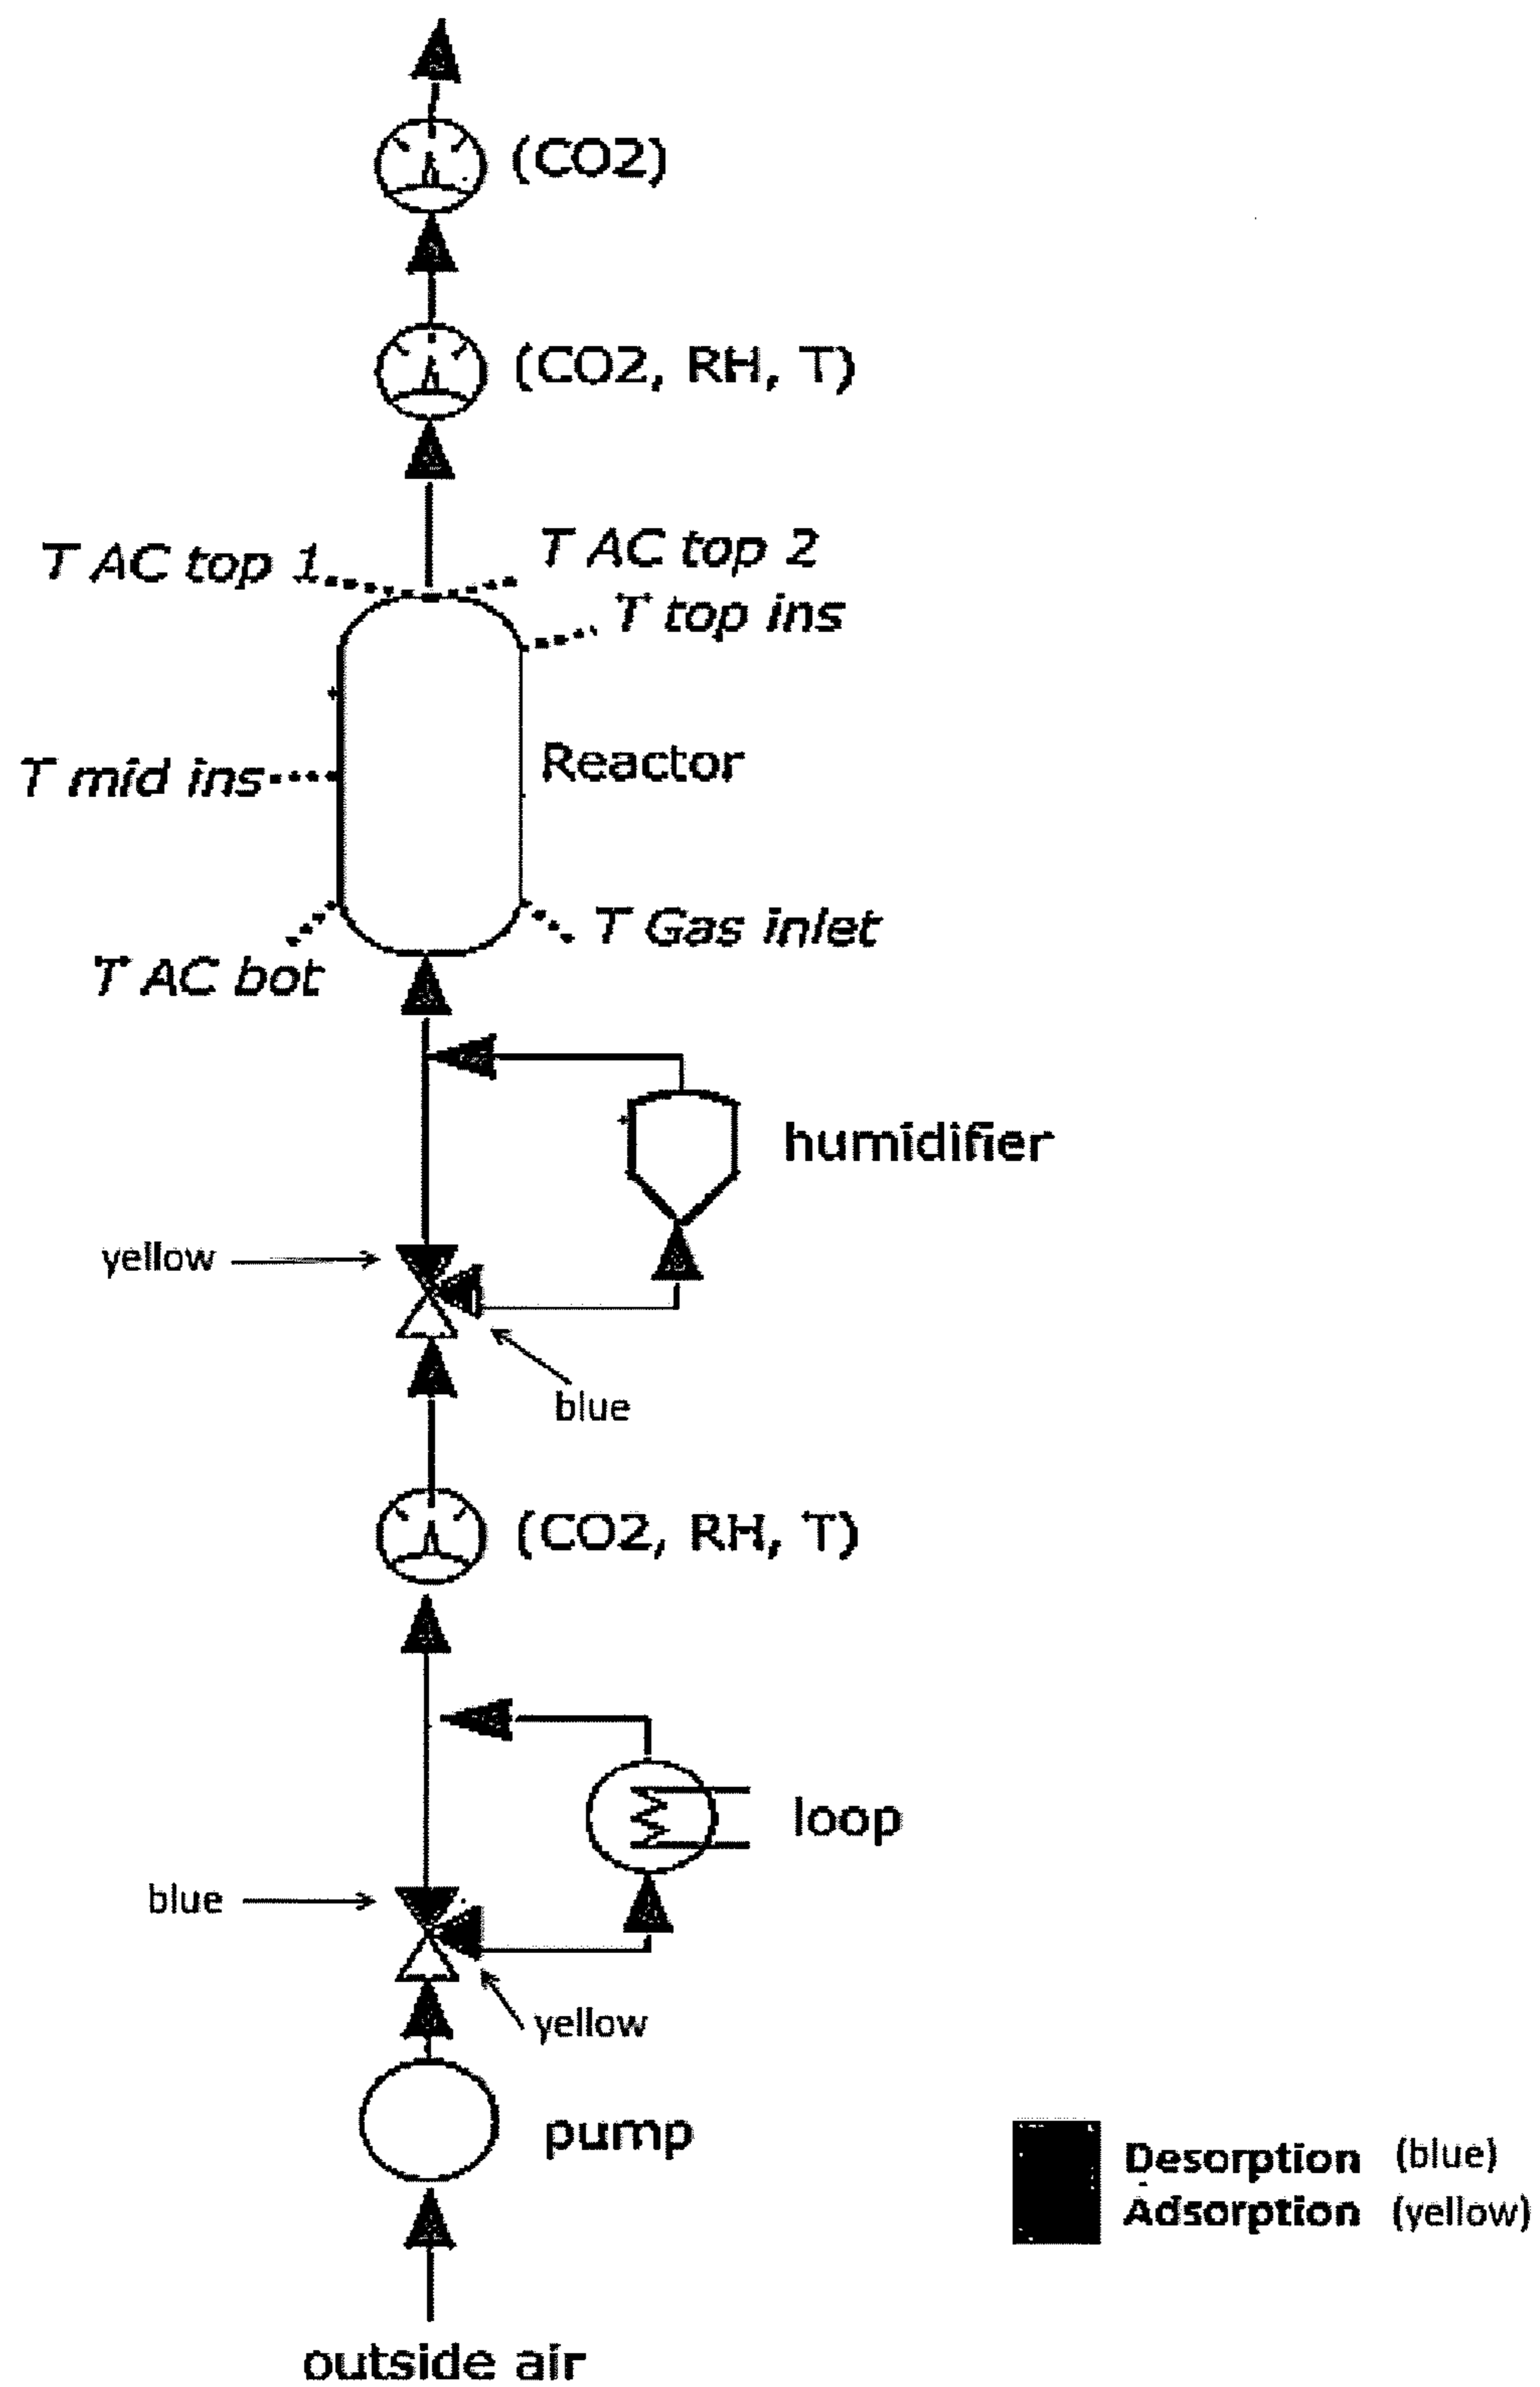 (CO2)
(CO2, RH, T)
T AC top 1
T AC top 2
T top ins
T mid ins
Reactor
T AC bot
T Gas inlet
humidifier
yellow
blue
(CO2, RH, T)
loop
blue
yellow
pump
Desorption (blue)
Adsorption (yellow)
outside air